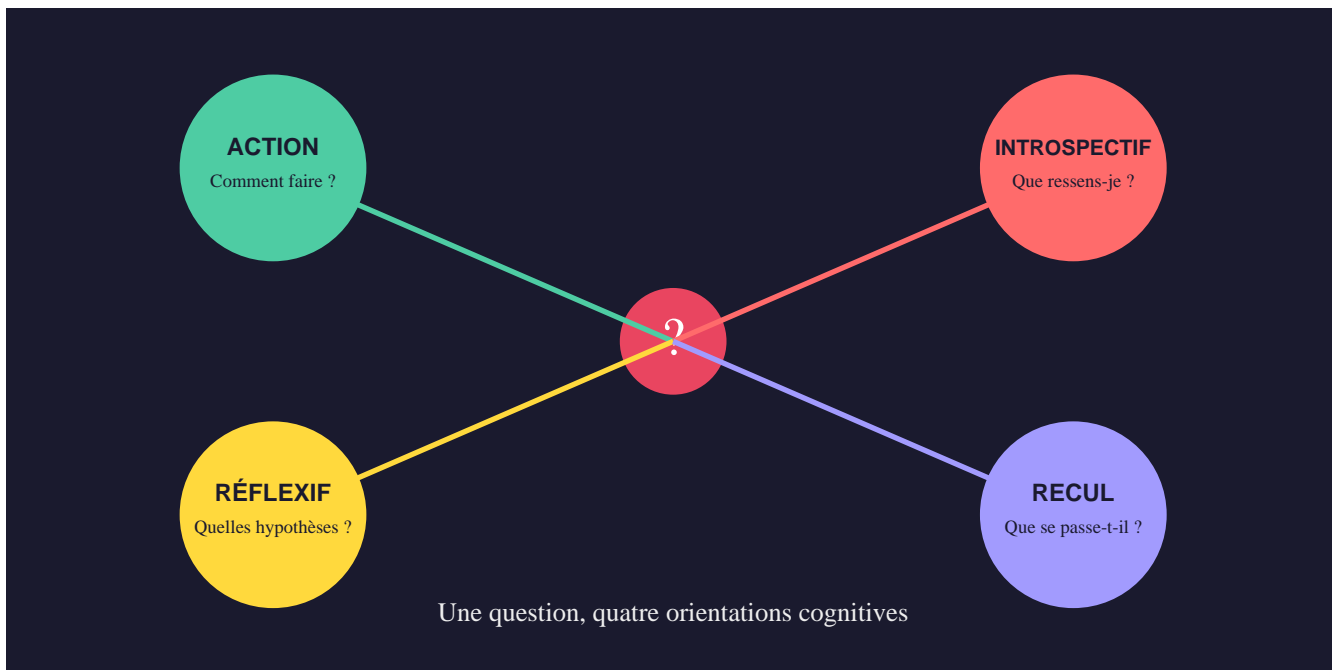 ACTION
Comment faire ?
INTROSPECTIF
Que ressens-je ?
?
RÉFLEXIF
Quelles hypothèses ?
RECUL
Que se passe-t-il ?
Une question, quatre orientations cognitives